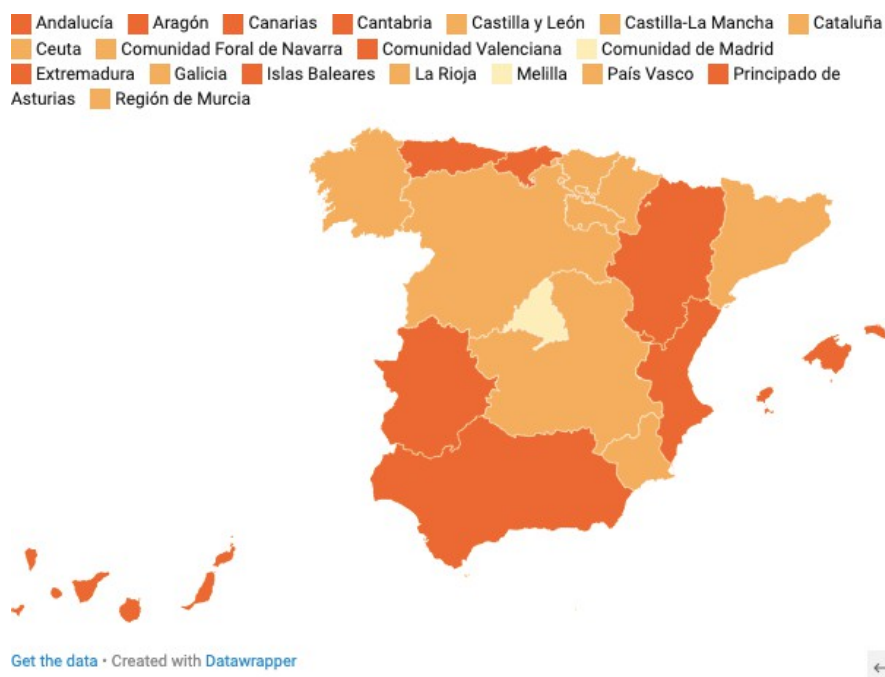 Andalucía Aragón Canarias Cantabria Castilla y León Castilla-La Mancha Cataluña
Ceuta Comunidad Foral de Navarra Comunidad Valenciana Comunidad de Madrid
Extremadura Galicia Islas Baleares La Rioja Melilla País Vasco Principado de
Asturias Región de Murcia
Get the data • Created with Datawrapper